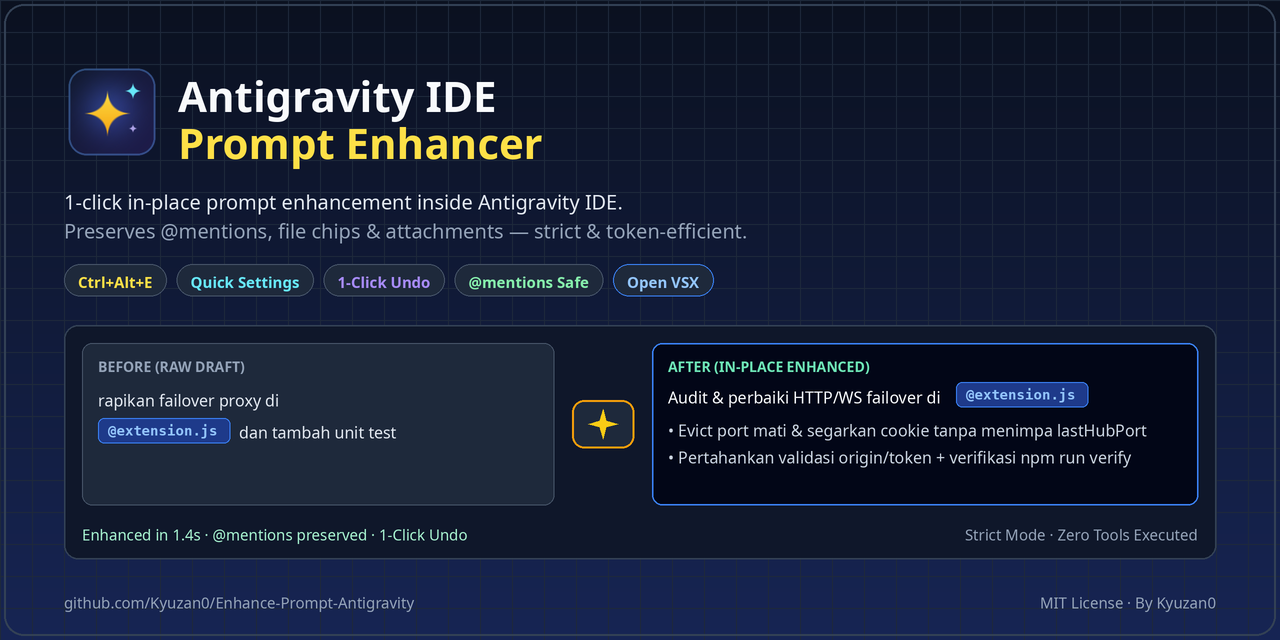 Antigravity IDE
Prompt Enhancer
1-click in-place prompt enhancement inside Antigravity IDE.
Preserves @mentions, file chips & attachments — strict & token-efficient.
Ctrl+Alt+E
Quick Settings
1-Click Undo
@mentions Safe
Open VSX
BEFORE (RAW DRAFT)
rapikan failover proxy di
@extension.js dan tambah unit test
AFTER (IN-PLACE ENHANCED)
Audit & perbaiki HTTP/WS failover di @extension.js
• Evict port mati & segarkan cookie tanpa menimpa lastHubPort
• Pertahankan validasi origin/token + verifikasi npm run verify
Enhanced in 1.4s · @mentions preserved · 1-Click Undo
Strict Mode · Zero Tools Executed
github.com/Kyuzan0/Enhance-Prompt-Antigravity
MIT License · By Kyuzan0